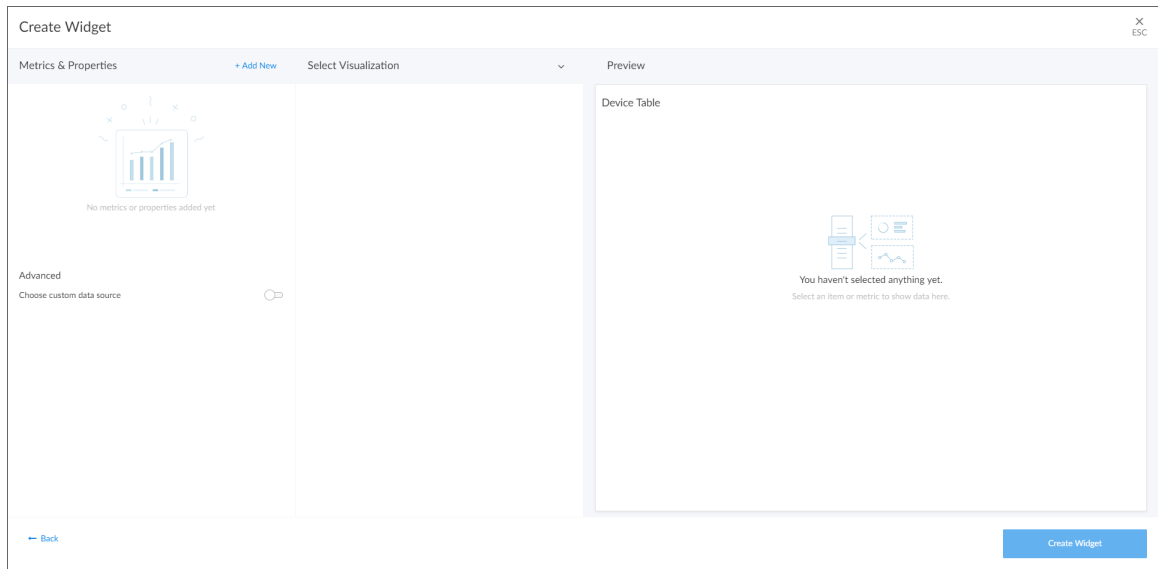 Create Widget
ESC
Metrics & Properties
+ Add New
Select Visualization
Preview
No metrics or properties added yet
Advanced
Choose custom data source
Device Table
You haven't selected anything yet.
Select an item or metric to show data here.
← Back
Create Widget